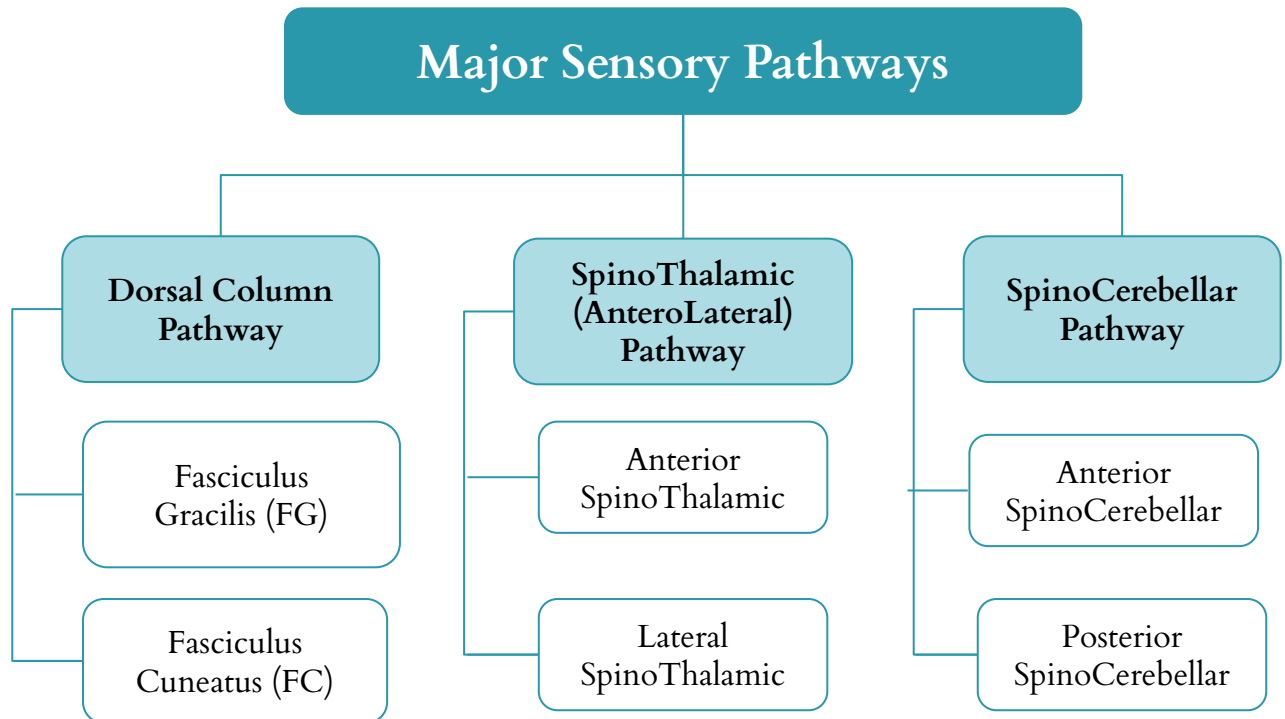 Major Sensory Pathways
Dorsal Column
Pathway
Fasciculus
Gracilis (FG)
Fasciculus
Cuneatus (FC)
SpinoThalamic
(AnteroLateral)
Pathway
Anterior
SpinoThalamic
Lateral
SpinoThalamic
SpinoCerebellar
Pathway
Anterior
SpinoCerebellar
Posterior
SpinoCerebellar